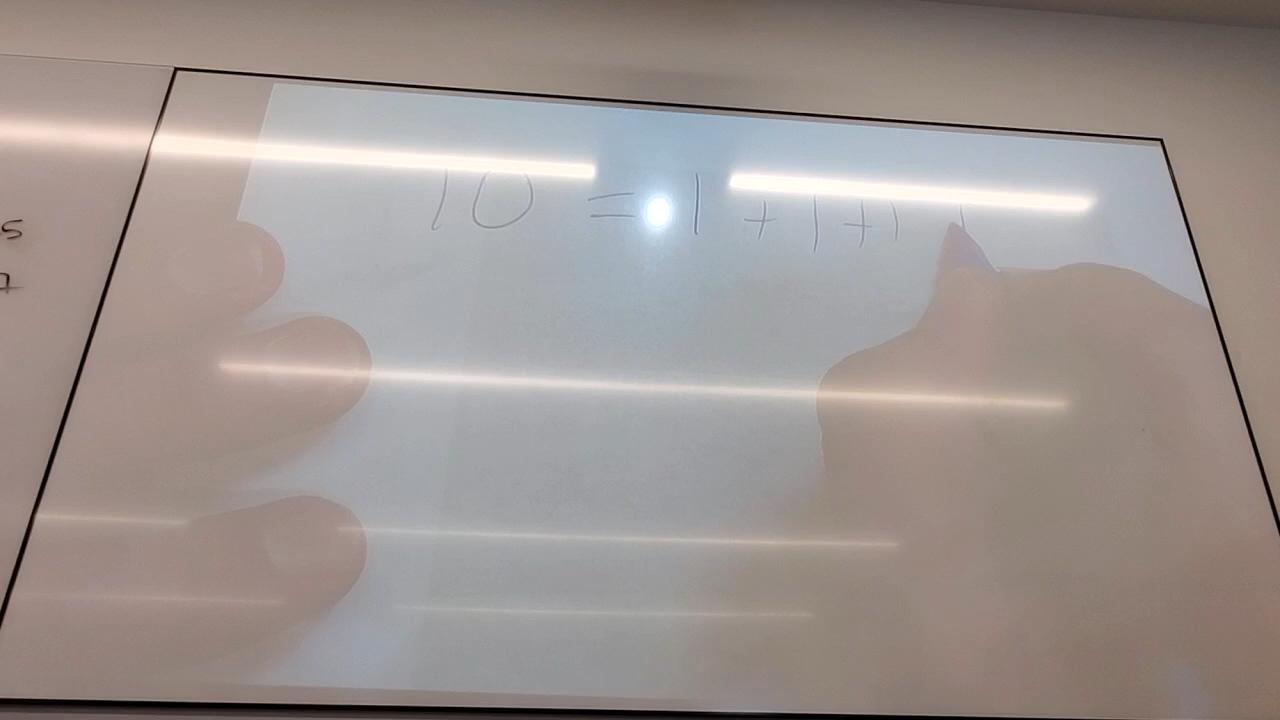 10 = 1 + 1 + 1
s
+